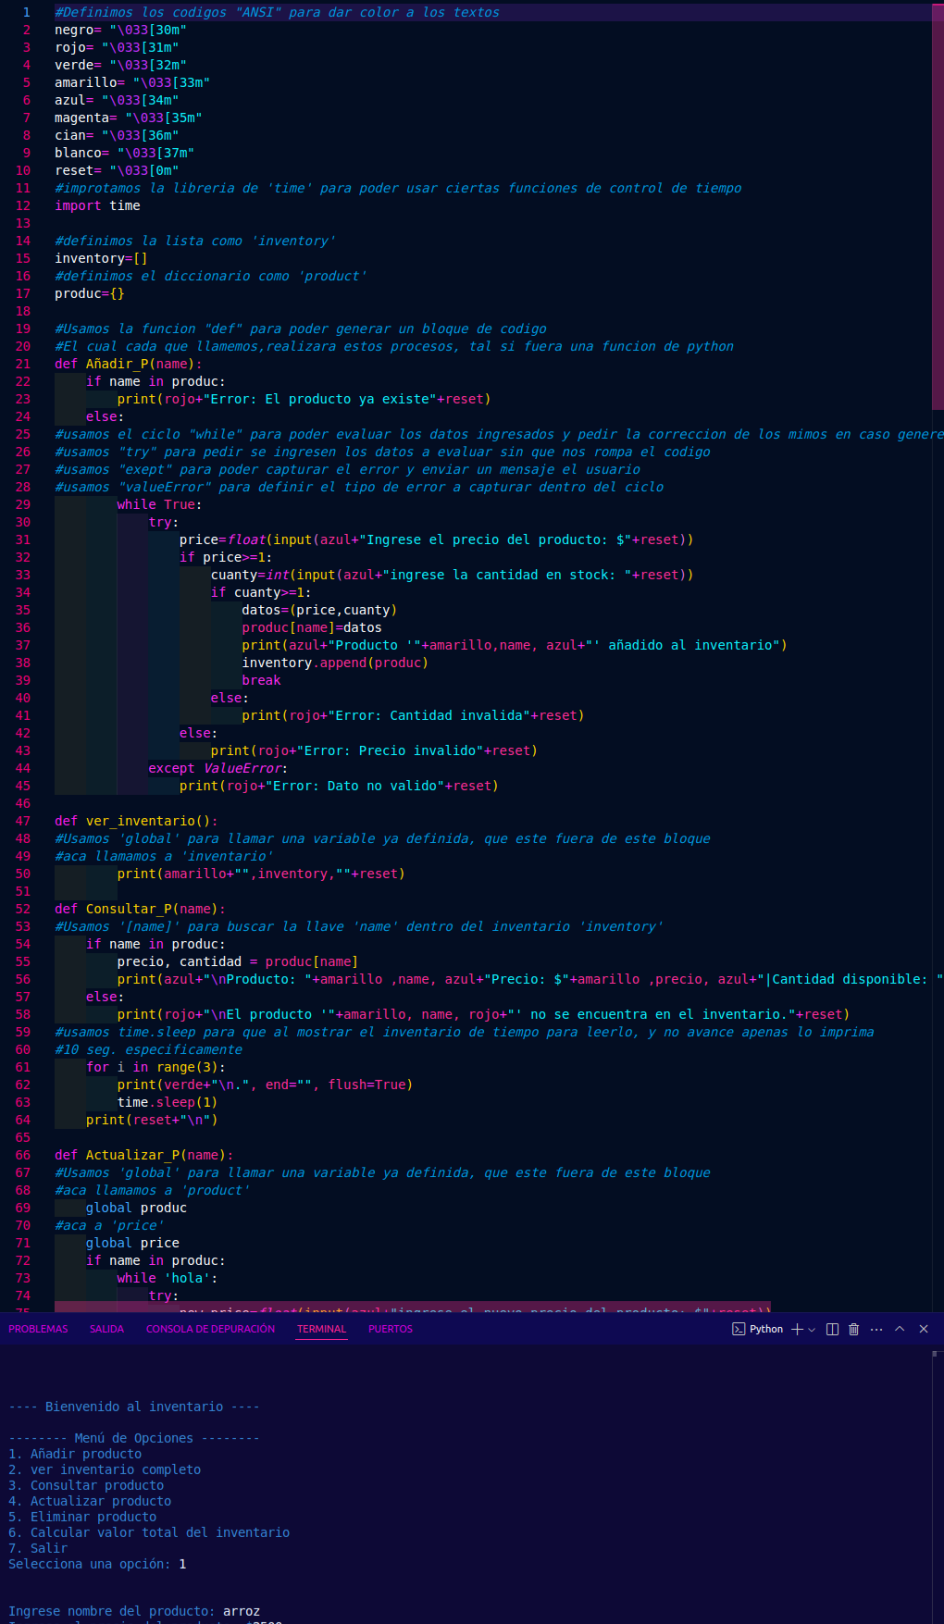 1 #Definimos los codigos "ANSI" para dar color a los textos
2 negro= "\033[30m"
3 rojo= "\033[31m"
4 verde= "\033[32m"
5 amarillo= "\033[33m"
6 azul= "\033[34m"
7 magenta= "\033[35m"
8 cian= "\033[36m"
9 blanco= "\033[37m"
10 reset= "\033[0m"
11 #improtamos la libreria de 'time' para poder usar ciertas funciones de control de tiempo
12 import time
13
14 #definimos la lista como 'inventory'
15 inventory=[]
16 #definimos el diccionario como 'product'
17 produc={}
18
19 #Usamos la funcion "def" para poder generar un bloque de codigo
20 #El cual cada que llamemos,realizara estos procesos, tal si fuera una funcion de python
21 def Añadir_P(name):
22 if name in produc:
23 print(rojo+"Error: El producto ya existe"+reset)
24 else:
25 #usamos el ciclo "while" para poder evaluar los datos ingresados y pedir la correccion de los mimos en caso genere
26 #usamos "try" para pedir se ingresen los datos a evaluar sin que nos rompa el codigo
27 #usamos "exept" para poder capturar el error y enviar un mensaje el usuario
28 #usamos "valueError" para definir el tipo de error a capturar dentro del ciclo
29 while True:
30 try:
31 price=float(input(azul+"Ingrese el precio del producto: $"+reset))
32 if price>=1:
33 cuanty=int(input(azul+"ingrese la cantidad en stock: "+reset))
34 if cuanty>=1:
35 datos=(price,cuanty)
36 produc[name]=datos
37 print(azul+"Producto '"+amarillo,name, azul+"' añadido al inventario")
38 inventory.append(produc)
39 break
40 else:
41 print(rojo+"Error: Cantidad invalida"+reset)
42 else:
43 print(rojo+"Error: Precio invalido"+reset)
44 except ValueError:
45 print(rojo+"Error: Dato no valido"+reset)
46
47 def ver_inventario():
48 #Usamos 'global' para llamar una variable ya definida, que este fuera de este bloque
49 #aca llamamos a 'inventario'
50 print(amarillo+"",inventory,""+reset)
51
52 def Consultar_P(name):
53 #Usamos '[name]' para buscar la llave 'name' dentro del inventario 'inventory'
54 if name in produc:
55 precio, cantidad = produc[name]
56 print(azul+"\nProducto: "+amarillo ,name, azul+"Precio: $"+amarillo ,precio, azul+"|Cantidad disponible: "
57 else:
58 print(rojo+"\nEl producto '"+amarillo, name, rojo+"' no se encuentra en el inventario."+reset)
59 #usamos time.sleep para que al mostrar el inventario de tiempo para leerlo, y no avance apenas lo imprima
60 #10 seg. especificamente
61 for i in range(3):
62 print(verde+"\n.", end="", flush=True)
63 time.sleep(1)
64 print(reset+"\n")
65
66 def Actualizar_P(name):
67 #Usamos 'global' para llamar una variable ya definida, que este fuera de este bloque
68 #aca llamamos a 'product'
69 global produc
70 #aca a 'price'
71 global price
72 if name in produc:
73 while 'hola':
74 try:
75 new_price=float(input(azul+"ingrese el nuevo precio del producto: $"+reset))
PROBLEMAS SALIDA CONSOLA DE DEPURACIÓN TERMINAL PUERTOS Python
---- Bienvenido al inventario ----
-------- Menú de Opciones --------
1. Añadir producto
2. ver inventario completo
3. Consultar producto
4. Actualizar producto
5. Eliminar producto
6. Calcular valor total del inventario
7. Salir
Selecciona una opción: 1
Ingrese nombre del producto: arroz
Ingrese el precio del producto: $2500